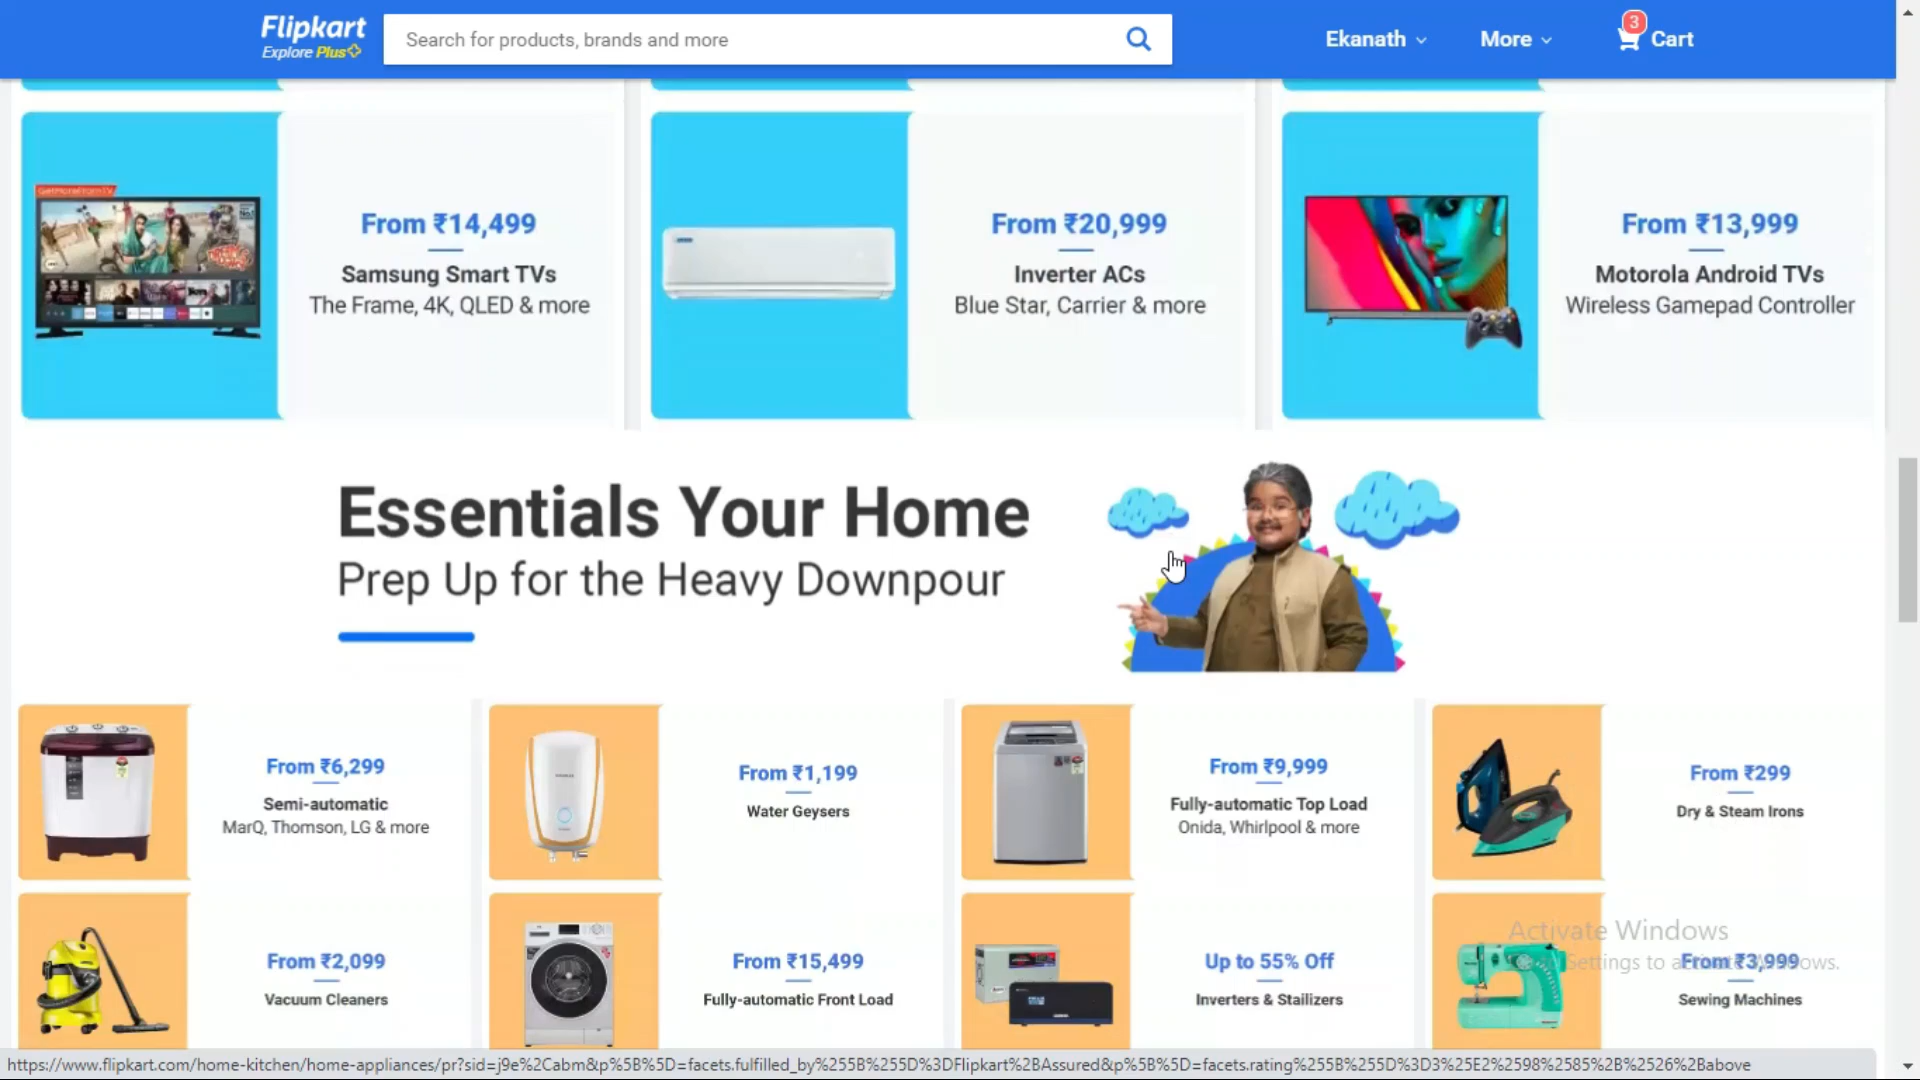 Flipkart
Explore Plus
Search for products, brands and more
Ekanath
More
3
Cart
GetMoreFromTV
From ₹14,499
Samsung Smart TVs
The Frame, 4K, QLED & more
From ₹20,999
Inverter ACs
Blue Star, Carrier & more
From ₹13,999
Motorola Android TVs
Wireless Gamepad Controller
Essentials Your Home
Prep Up for the Heavy Downpour
From ₹6,299
Semi-automatic
MarQ, Thomson, LG & more
From ₹1,199
Water Geysers
From ₹9,999
Fully-automatic Top Load
Onida, Whirlpool & more
From ₹299
Dry & Steam Irons
From ₹2,099
Vacuum Cleaners
From ₹15,499
Fully-automatic Front Load
Up to 55% Off
Inverters & Stailizers
From ₹3,999
Sewing Machines
Activate Windows
Settings to
https://www.flipkart.com/home-kitchen/home-appliances/pr?sid=j9e%2Cabm&p%5B%5D=facets.fulfilled_by%255B%255D%3DFlipkart%2BAssured&p%5B%5D=facets.rating%255B%255D%3D3%25E2%2598%2585%2B%2526%2Babove